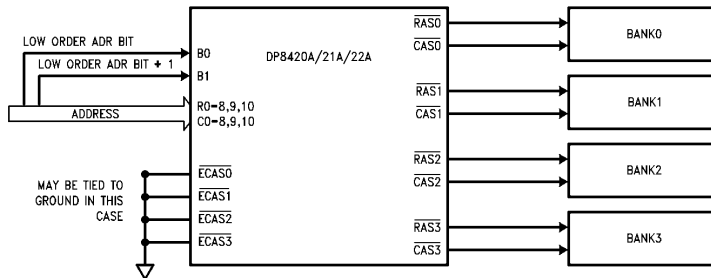 LOW ORDER ADR BIT
LOW ORDER ADR BIT + 1
ADDRESS
B0
B1
R0=8,9,10
C0=8,9,10
DP8420A/21A/22A
MAY BE TIED TO
GROUND IN THIS
CASE
ECAS0
ECAS1
ECAS2
ECAS3
RAS0
CAS0
RAS1
CAS1
RAS2
CAS2
RAS3
CAS3
BANK0
BANK1
BANK2
BANK3